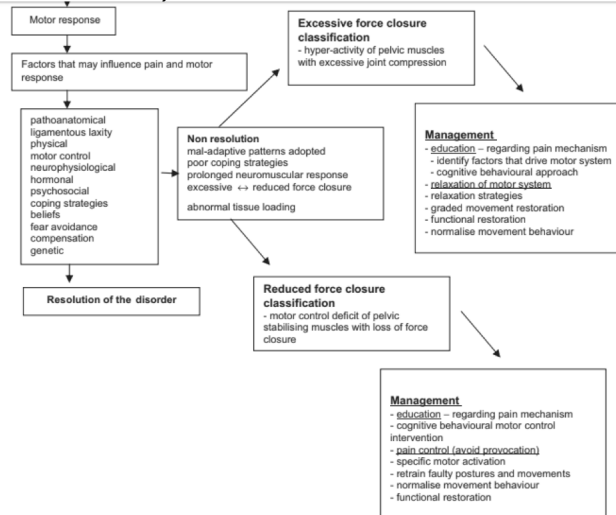 Motor response
Factors that may influence pain and motor
response
pathoanatomical
ligamentous laxity
physical
motor control
neurophysiological
hormonal
psychosocial
coping strategies
beliefs
fear avoidance
compensation
genetic
Resolution of the disorder
Non resolution
mal-adaptive patterns adopted
poor coping strategies
prolonged neuromuscular response
excessive ↔ reduced force closure
abnormal tissue loading
Excessive force closure
classification
- hyper-activity of pelvic muscles
with excessive joint compression
Management
- education – regarding pain mechanism
- identify factors that drive motor system
- cognitive behavioural approach
- relaxation of motor system
- relaxation strategies
- graded movement restoration
- functional restoration
- normalise movement behaviour
Reduced force closure
classification
- motor control deficit of pelvic
stabilising muscles with loss of force
closure
Management
- education – regarding pain mechanism
- cognitive behavioural motor control
intervention
- pain control (avoid provocation)
- specific motor activation
- retrain faulty postures and movements
- normalise movement behaviour
- functional restoration